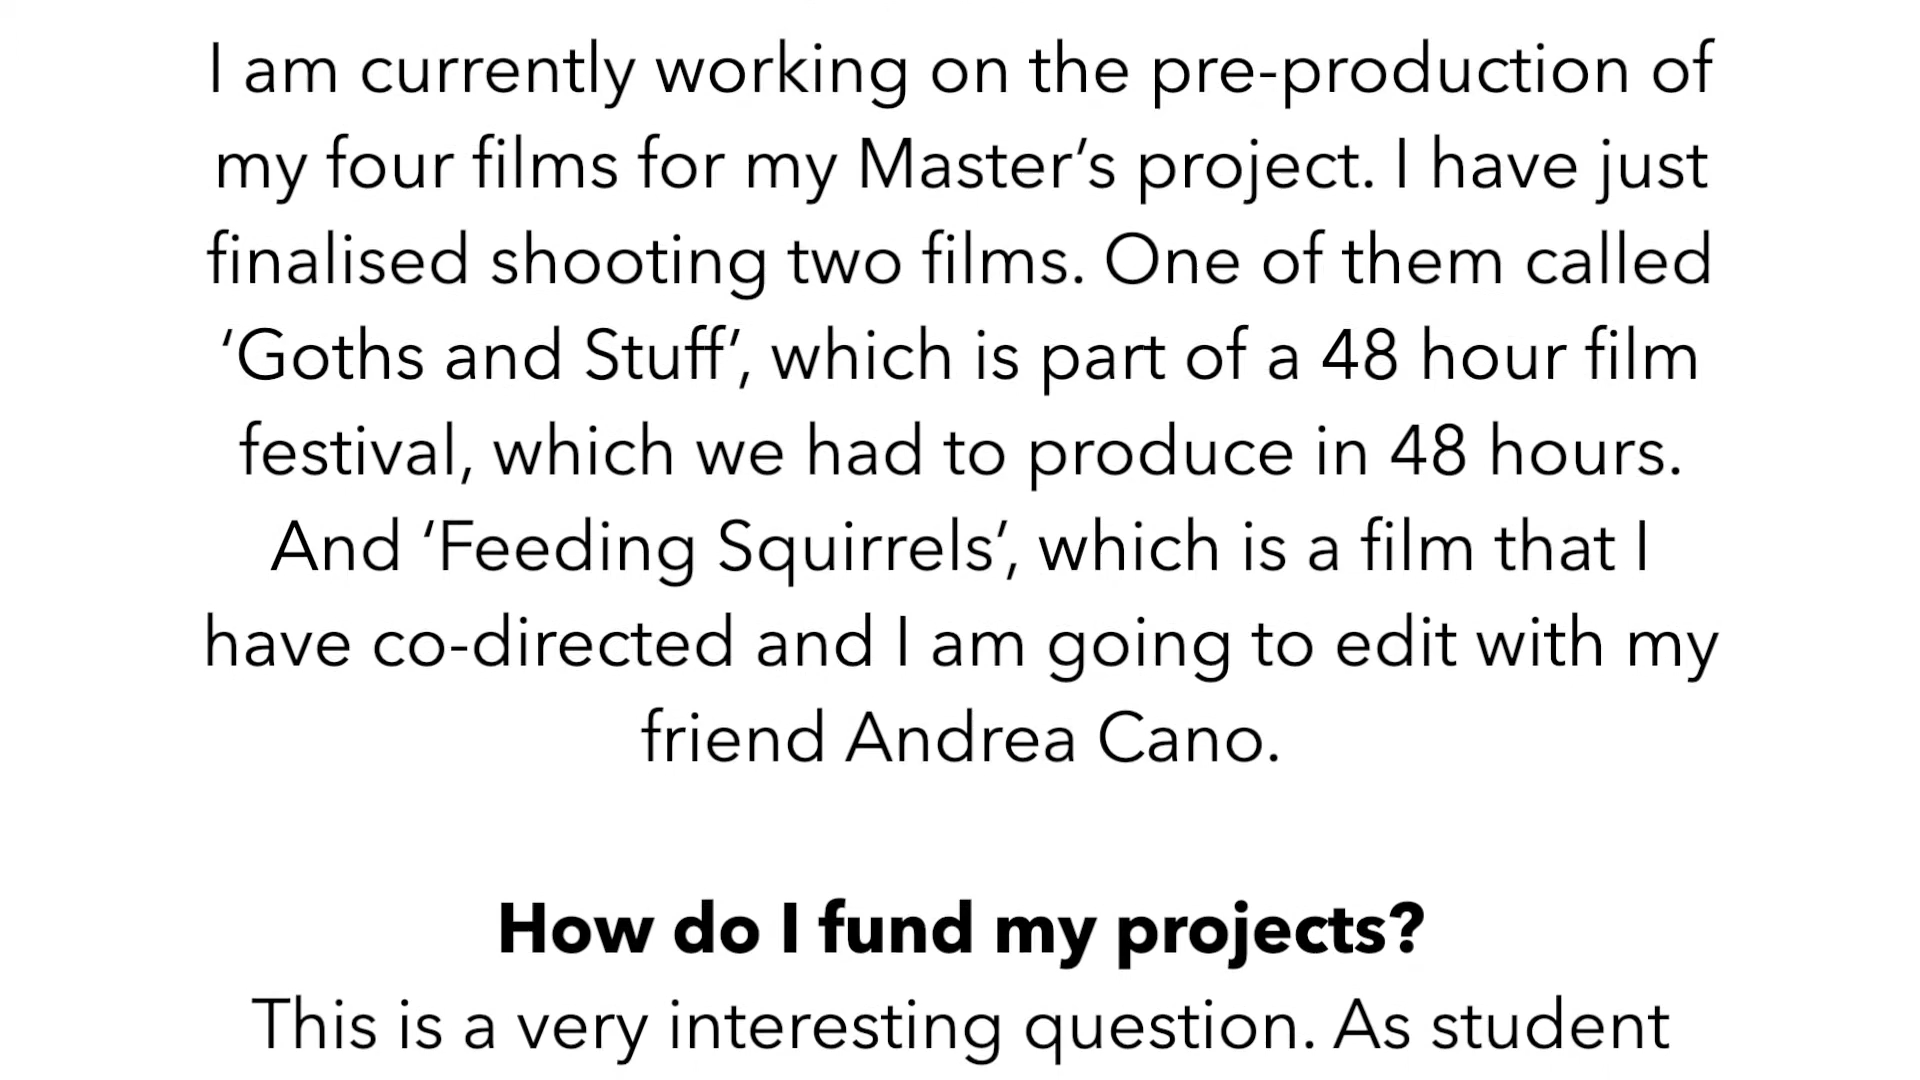 I am currently working on the pre-production of
my four films for my Master’s project. I have just
finalised shooting two films. One of them called
‘Goths and Stuff’, which is part of a 48 hour film
festival, which we had to produce in 48 hours.
And ‘Feeding Squirrels’, which is a film that I
have co-directed and I am going to edit with my
friend Andrea Cano.
How do I fund my projects?
This is a very interesting question. As student